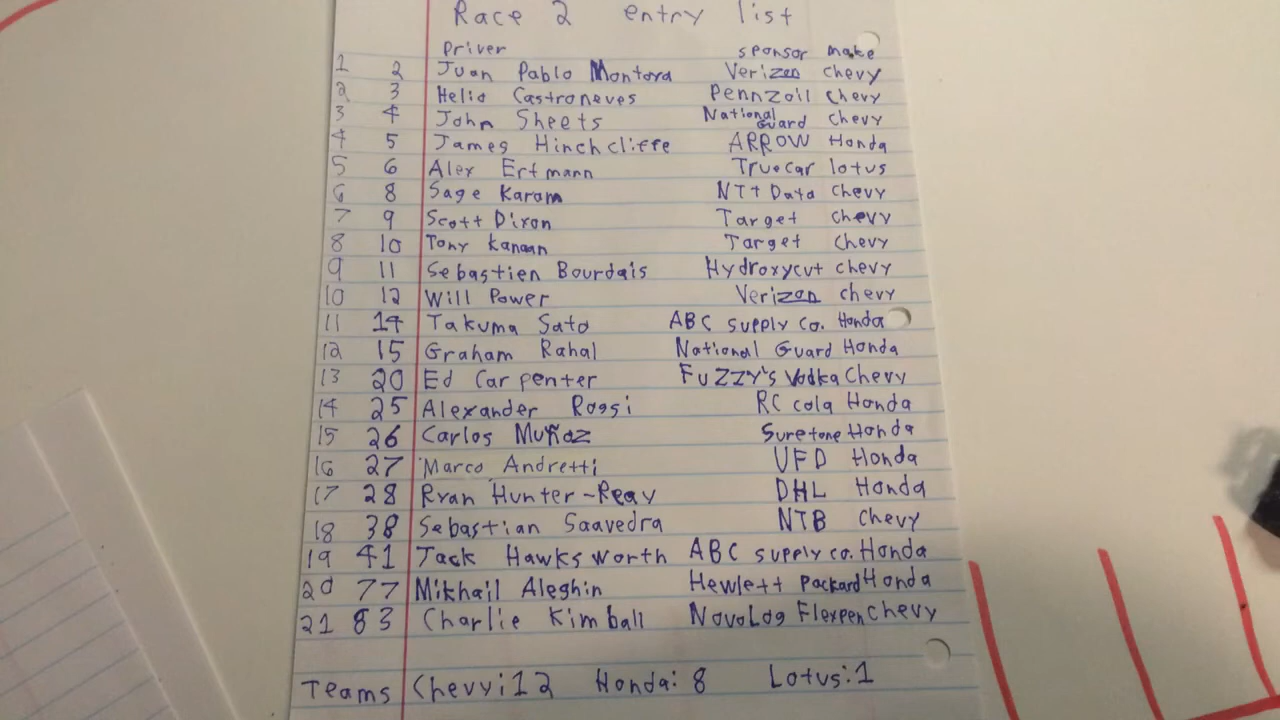 Race 2 entry list
Driver sponsor make
1 2 Juan Pablo Montoya Verizon Chevy
2 3 Helio Castroneves Pennzoil Chevy
3 4 John Sheets National Guard Chevy
4 5 James Hinchcliffe ARROW Honda
5 6 Alex Ertmann Truecar lotus
6 8 Sage Karam NTT Data Chevy
7 9 Scott Dixon Target Chevy
8 10 Tony Kanaan Target Chevy
9 11 Sebastien Bourdais Hydroxycut Chevy
10 12 Will Power Verizon Chevy
11 14 Takuma Sato ABC supply co. Honda
12 15 Graham Rahal National Guard Honda
13 20 Ed Carpenter FUZZY's Vodka Chevy
14 25 Alexander Rossi RC cola Honda
15 26 Carlos Muñoz Suretone Honda
16 27 Marco Andretti UFD Honda
17 28 Ryan Hunter-Reay DHL Honda
18 38 Sebastian Saavedra NTB Chevy
19 41 Jack Hawksworth ABC supply co. Honda
20 77 Mikhail Aleghin Hewlett Packard Honda
21 83 Charlie Kimball NovoLog Flexpen Chevy
Teams Chevy:12 Honda: 8 Lotus:1